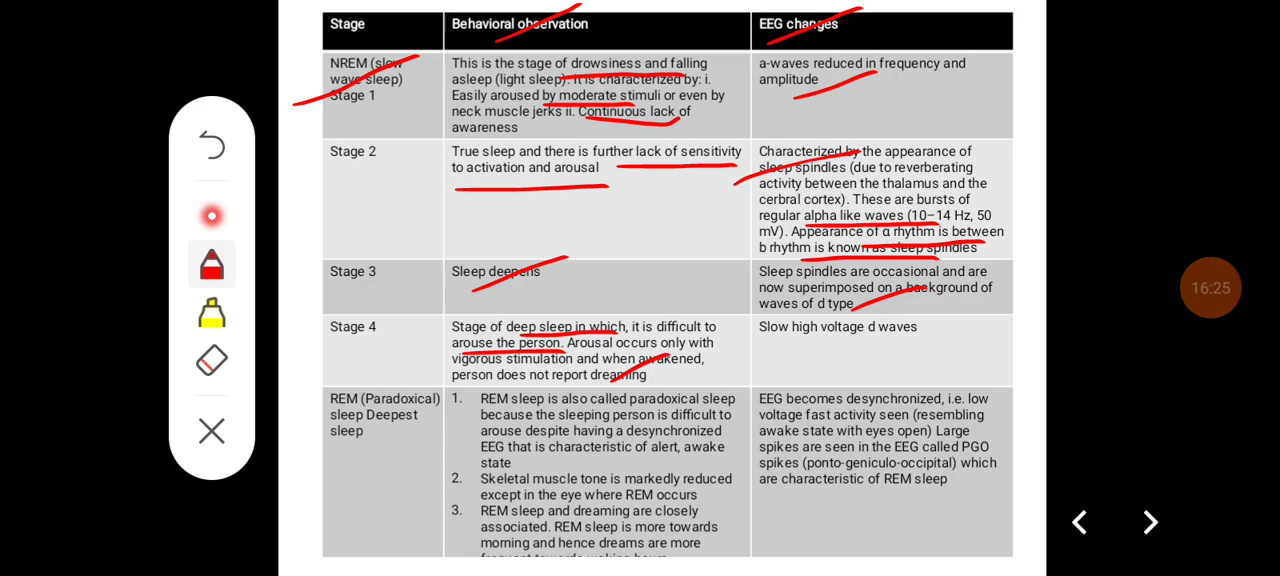 Stage
Behavioral observation
EEG changes
NREM (slow
wave sleep)
Stage 1
This is the stage of drowsiness and falling
asleep (light sleep). It is characterized by: i.
Easily aroused by moderate stimuli or even by
neck muscle jerks ii. Continuous lack of
awareness
a-waves reduced in frequency and
amplitude
Stage 2
True sleep and there is further lack of sensitivity
to activation and arousal
Characterized by the appearance of
sleep spindles (due to reverberating
activity between the thalamus and the
cerbral cortex). These are bursts of
regular alpha like waves (10–14 Hz, 50
mV). Appearance of α rhythm is between
b rhythm is known as sleep spindles
Stage 3
Sleep deepens
Sleep spindles are occasional and are
now superimposed on a background of
waves of d type
Stage 4
Stage of deep sleep in which, it is difficult to
arouse the person. Arousal occurs only with
vigorous stimulation and when awakened,
person does not report dreaming
Slow high voltage d waves
REM (Paradoxical)
sleep Deepest
sleep
1. REM sleep is also called paradoxical sleep
because the sleeping person is difficult to
arouse despite having a desynchronized
EEG that is characteristic of alert, awake
state
2. Skeletal muscle tone is markedly reduced
except in the eye where REM occurs
3. REM sleep and dreaming are closely
associated. REM sleep is more towards
morning and hence dreams are more
EEG becomes desynchronized, i.e. low
voltage fast activity seen (resembling
awake state with eyes open) Large
spikes are seen in the EEG called PGO
spikes (ponto-geniculo-occipital) which
are characteristic of REM sleep
16:25